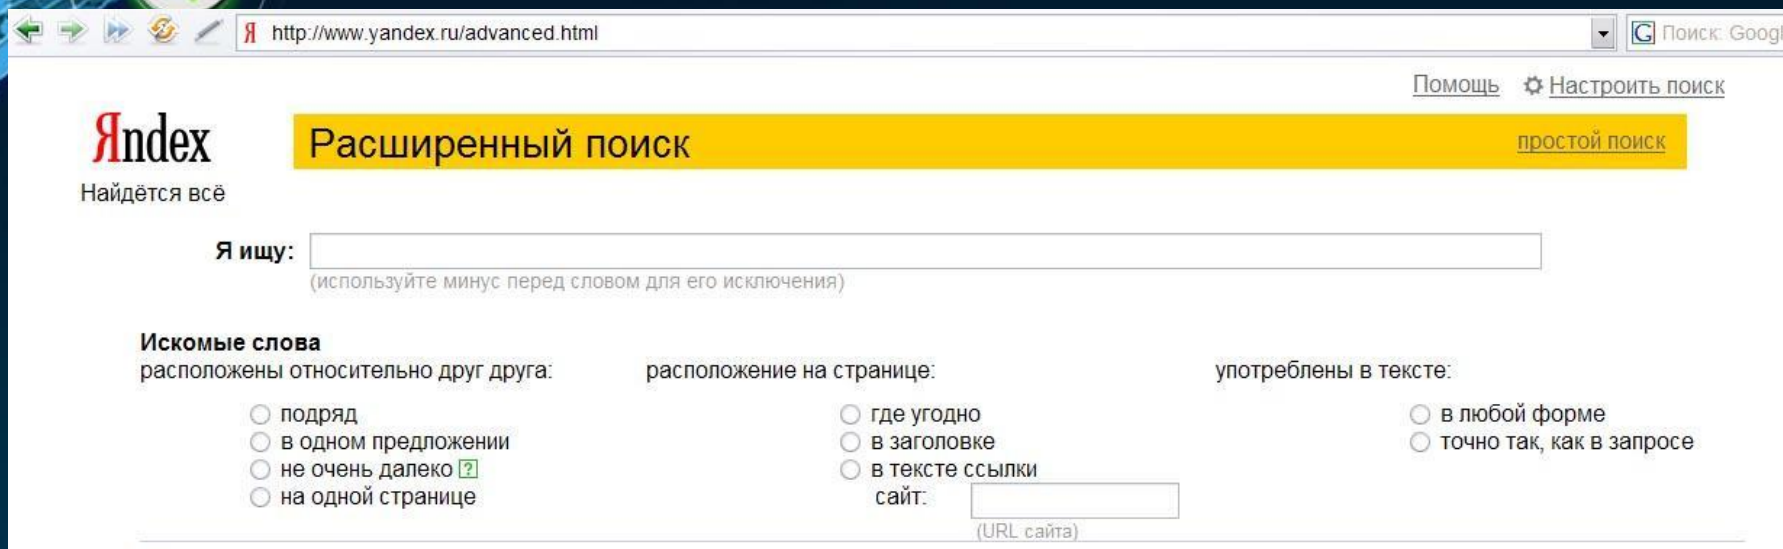 Я http://www.yandex.ru/advanced.html G Поиск: Googl
Помощь Настроить поиск
Яndex Расширенный поиск простой поиск
Найдётся всё
Я ищу:
(используйте минус перед словом для его исключения)
Искомые слова
расположены относительно друг друга: расположение на странице: употреблены в тексте:
подряд где угодно в любой форме
в одном предложении в заголовке точно так, как в запросе
не очень далеко ? в тексте ссылки
на одной странице сайт:
(URL сайта)